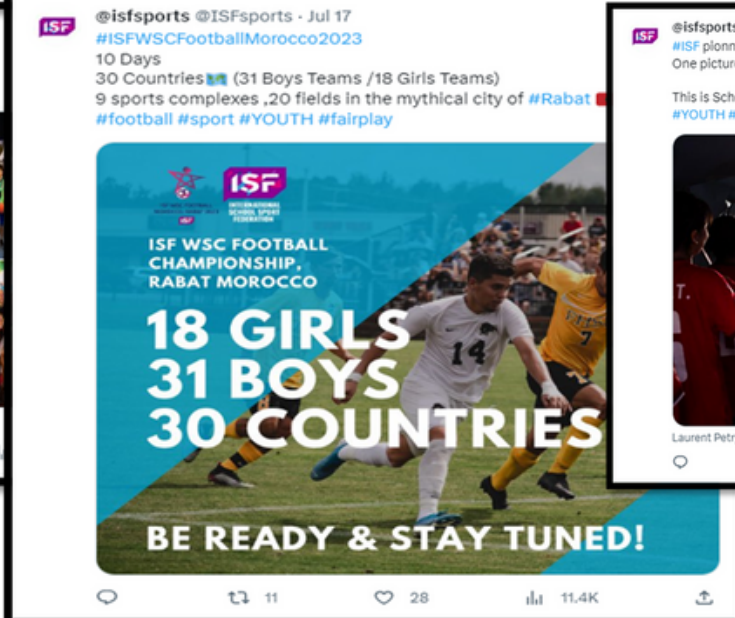 @isfsports @ISFsports · Jul 17
#ISFWSCFootballMorocco2023
10 Days
30 Countries (31 Boys Teams /18 Girls Teams)
9 sports complexes ,20 fields in the mythical city of #Rabat
#football #sport #YOUTH #fairplay
ISF
INTERNATIONAL
SCHOOL SPORT
FEDERATION
ISF WSC FOOTBALL
CHAMPIONSHIP,
RABAT MOROCCO
18 GIRLS
31 BOYS
30 COUNTRIES
14
7
BE READY & STAY TUNED!
11
28
11.4K
ISF
@isfsports
#ISF pionn
One pictur
This is Sch
#YOUTH #
T.
Laurent Petr